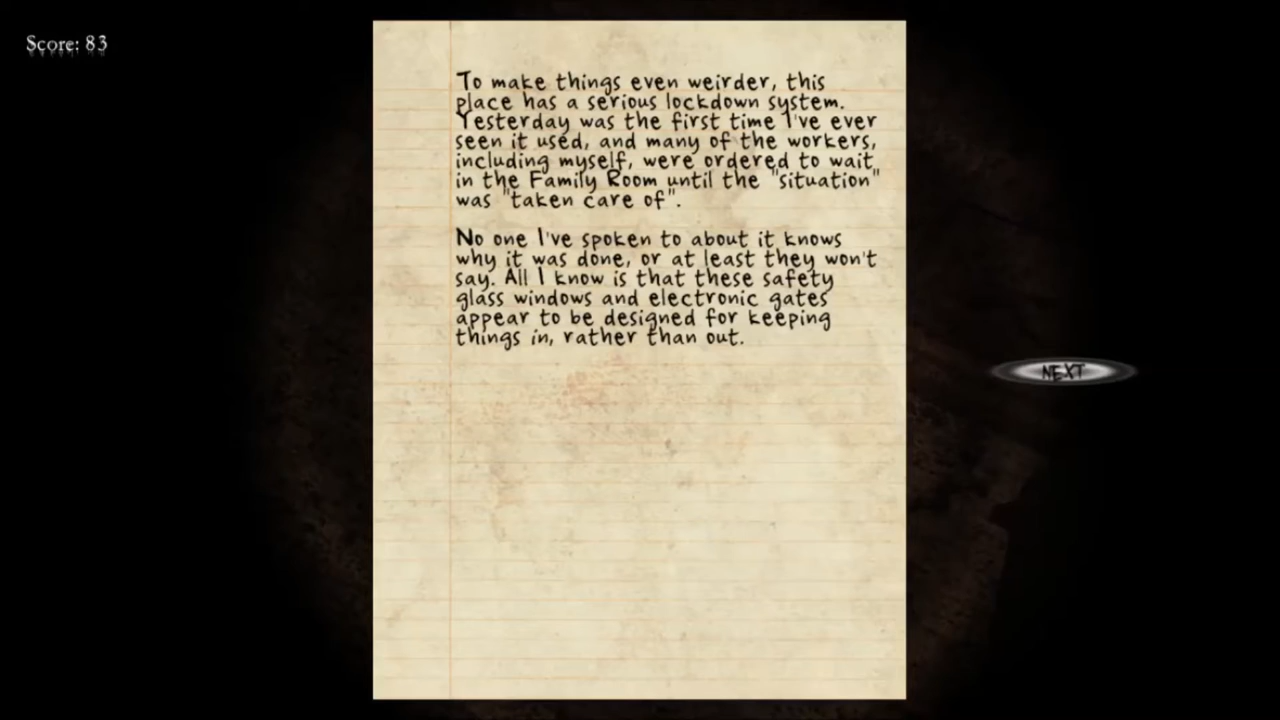 Score: 83
To make things even weirder, this
place has a serious lockdown system.
Yesterday was the first time I've ever
seen it used, and many of the workers,
including myself, were ordered to wait
in the Family Room until the "situation"
was "taken care of".
No one I've spoken to about it knows
why it was done, or at least they won't
say. All I know is that these safety
glass windows and electronic gates
appear to be designed for keeping
things in, rather than out.
NEXT